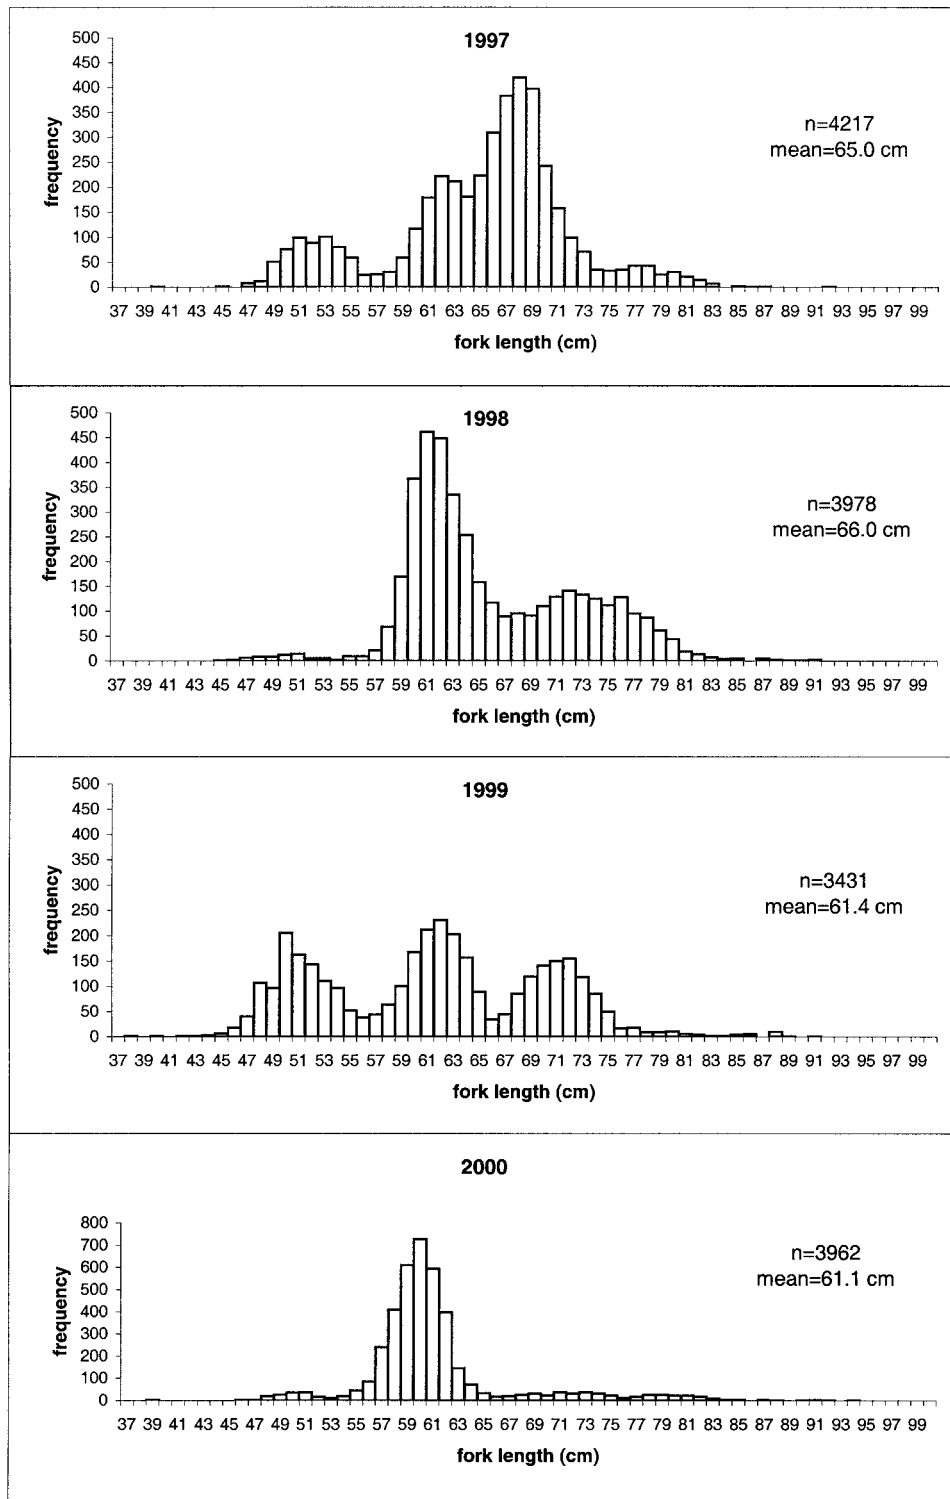 1997
500
450
400
350
300
250
200
150
100
50
0
frequency
n=4217
mean=65.0 cm
37 39 41 43 45 47 49 51 53 55 57 59 61 63 65 67 69 71 73 75 77 79 81 83 85 87 89 91 93 95 97 99
fork length (cm)
1998
500
450
400
350
300
250
200
150
100
50
0
frequency
n=3978
mean=66.0 cm
37 39 41 43 45 47 49 51 53 55 57 59 61 63 65 67 69 71 73 75 77 79 81 83 85 87 89 91 93 95 97 99
fork length (cm)
1999
500
450
400
350
300
250
200
150
100
50
0
frequency
n=3431
mean=61.4 cm
37 39 41 43 45 47 49 51 53 55 57 59 61 63 65 67 69 71 73 75 77 79 81 83 85 87 89 91 93 95 97 99
fork length (cm)
2000
800
700
600
500
400
300
200
100
0
frequency
n=3962
mean=61.1 cm
37 39 41 43 45 47 49 51 53 55 57 59 61 63 65 67 69 71 73 75 77 79 81 83 85 87 89 91 93 95 97 99
fork length (cm)